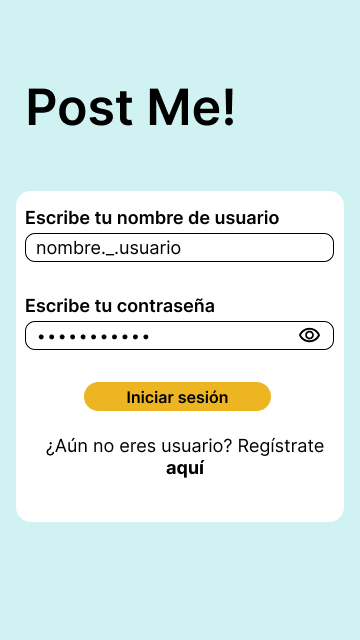 Post Me!
Escribe tu nombre de usuario
nombre._.usuario
Escribe tu contraseña
•••••••••••
Iniciar sesión
¿Aún no eres usuario? Regístrate
aquí